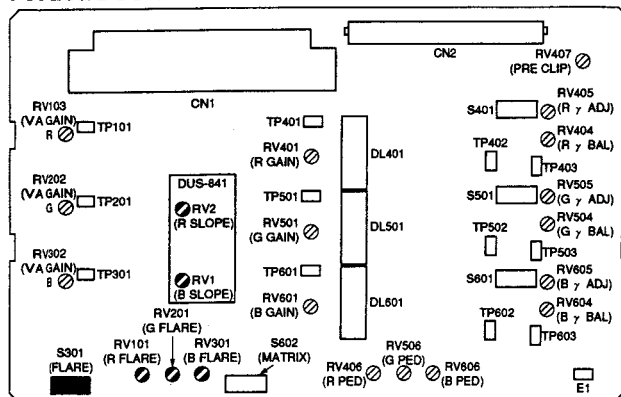 CN1
CN2
RV407
(PRE CLIP)
RV103
(VA GAIN)
R
TP101
TP401
RV401
(R GAIN)
DL401
S401
RV405
(R γ ADJ)
RV404
(R γ BAL)
TP402
TP403
RV202
(VA GAIN)
G
TP201
DUS-841
RV2
(R SLOPE)
TP501
RV501
(G GAIN)
DL501
S501
RV505
(G γ ADJ)
RV504
(G γ BAL)
TP502
TP503
RV302
(VA GAIN)
B
TP301
RV1
(B SLOPE)
TP601
RV601
(B GAIN)
DL601
S601
RV605
(B γ ADJ)
RV604
(B γ BAL)
TP602
TP603
RV201
(G FLARE)
S301
(FLARE)
RV101
(R FLARE)
RV301
(B FLARE)
S602
(MATRIX)
RV406
(R PED)
RV506
(G PED)
RV606
(B PED)
E1